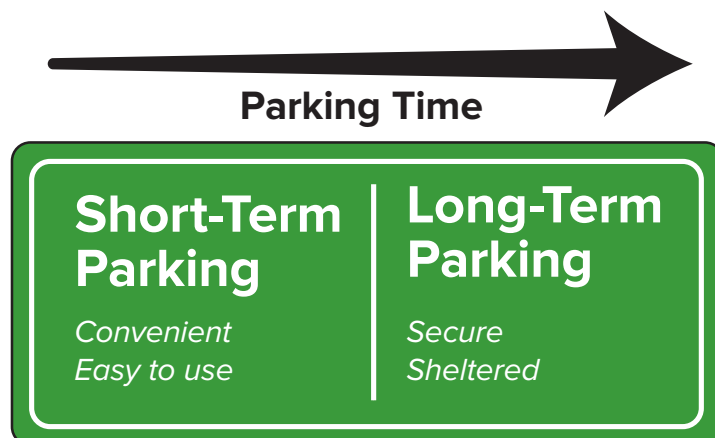 Parking Time
Short-Term
Parking
Convenient
Easy to use
Long-Term
Parking
Secure
Sheltered